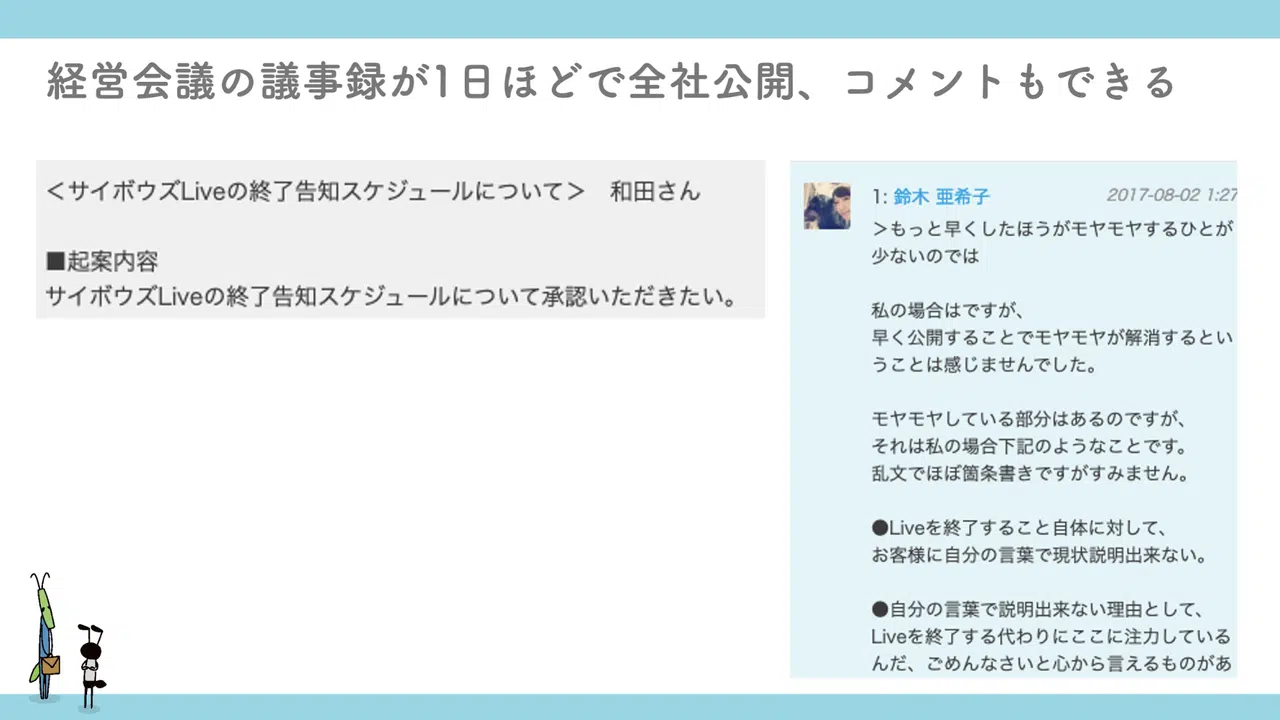 経営会議の議事録が1日ほどで全社公開、コメントもできる
＜サイボウズLiveの終了告知スケジュールについて＞　和田さん
■起案内容
サイボウズLiveの終了告知スケジュールについて承認いただきたい。
1: 鈴木 亜希子 2017-08-02 1:27
＞もっと早くしたほうがモヤモヤするひとが
少ないのでは
私の場合はですが、
早く公開することでモヤモヤが解消するとい
うことは感じませんでした。
モヤモヤしている部分はあるのですが、
それは私の場合下記のようなことです。
乱文でほぼ箇条書きですがすみません。
●Liveを終了すること自体に対して、
お客様に自分の言葉で現状説明出来ない。
●自分の言葉で説明出来ない理由として、
Liveを終了する代わりにここに注力している
んだ、ごめんなさいと心から言えるものがあ